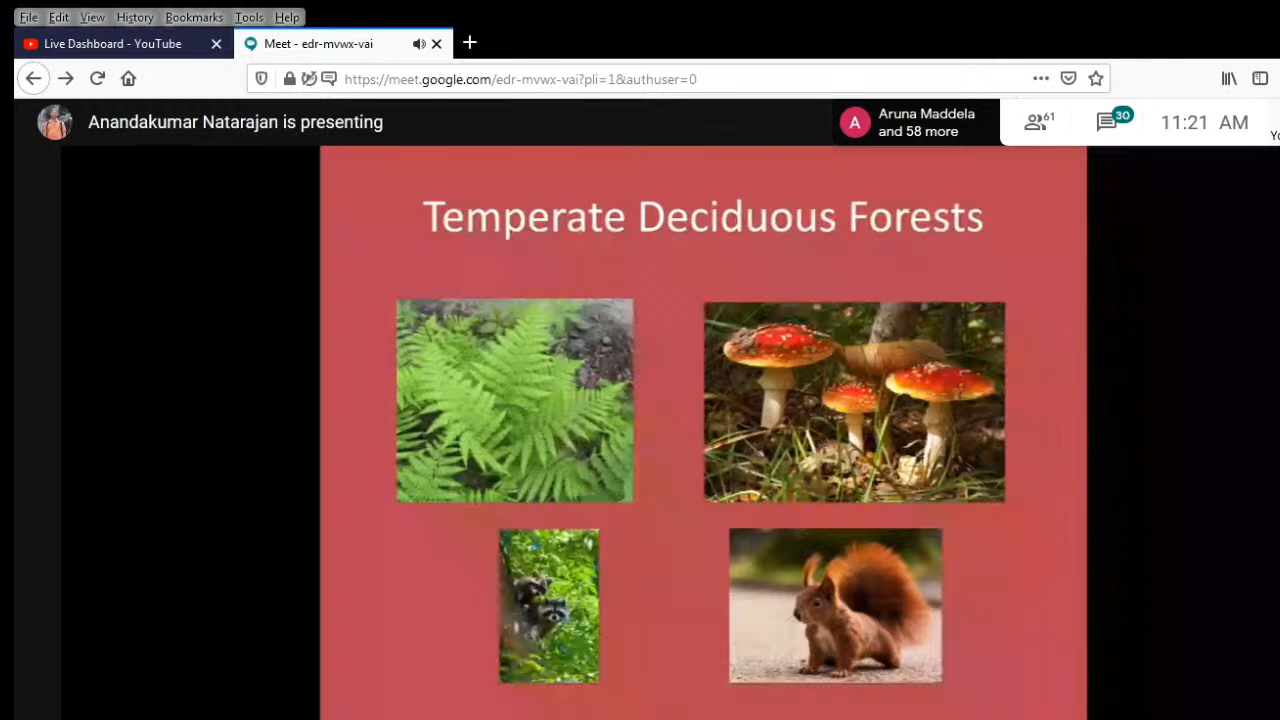 File Edit View History Bookmarks Tools Help
Live Dashboard - YouTube
Meet - edr-mvwx-vai
https://meet.google.com/edr-mvwx-vai?pli=1&authuser=0
Anandakumar Natarajan is presenting
A
Aruna Maddela
and 58 more
61
30
11:21 AM
Temperate Deciduous Forests